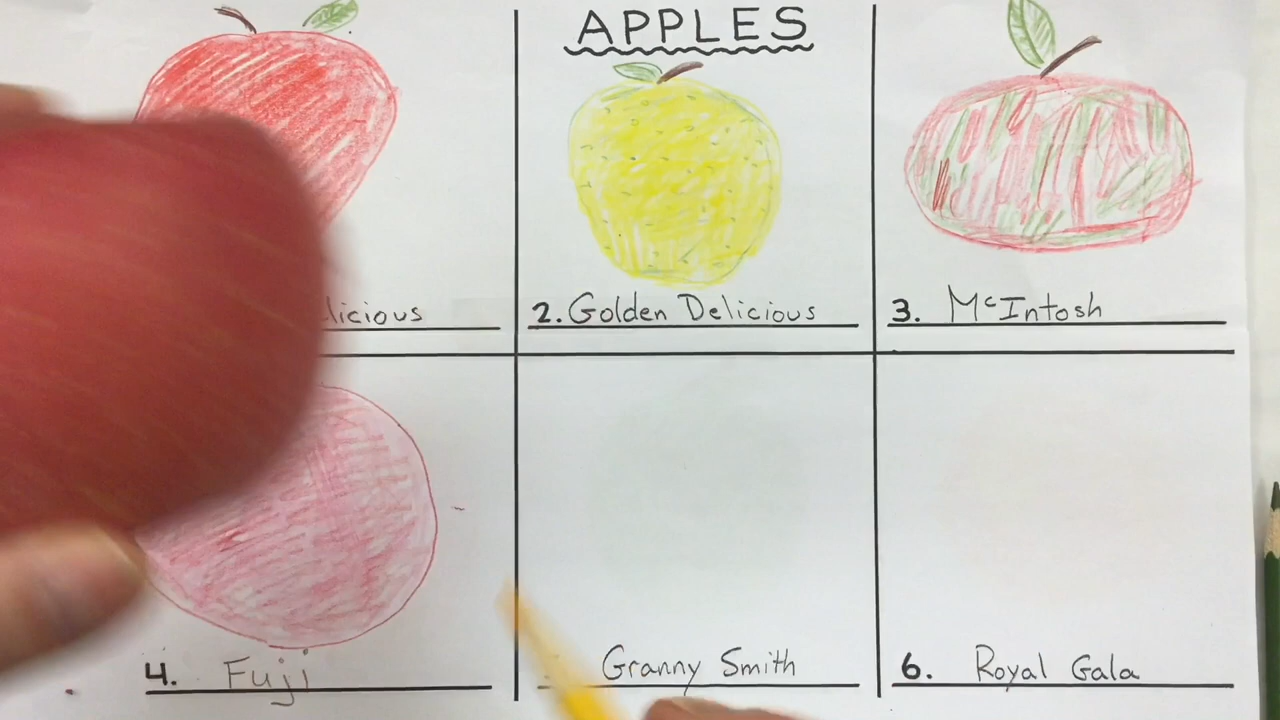 APPLES
licious
2. Golden Delicious
3. McIntosh
4. Fuji
Granny Smith
6. Royal Gala